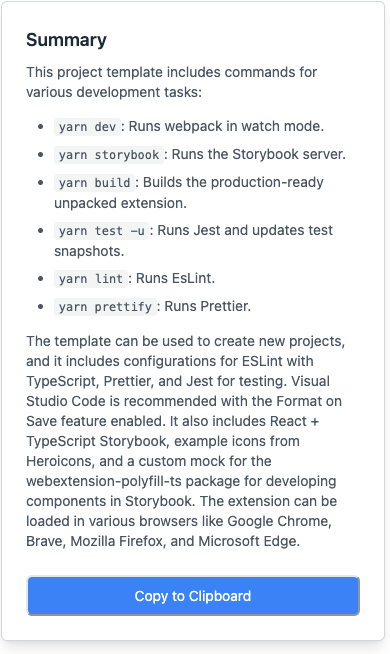 Summary
This project template includes commands for
various development tasks:
• yarn dev : Runs webpack in watch mode.
• yarn storybook : Runs the Storybook server.
• yarn build : Builds the production-ready
unpacked extension.
• yarn test -u : Runs Jest and updates test
snapshots.
• yarn lint : Runs EsLint.
• yarn prettify : Runs Prettier.
The template can be used to create new projects,
and it includes configurations for ESLint with
TypeScript, Prettier, and Jest for testing. Visual
Studio Code is recommended with the Format on
Save feature enabled. It also includes React +
TypeScript Storybook, example icons from
Heroicons, and a custom mock for the
webextension-polyfill-ts package for developing
components in Storybook. The extension can be
loaded in various browsers like Google Chrome,
Brave, Mozilla Firefox, and Microsoft Edge.
Copy to Clipboard